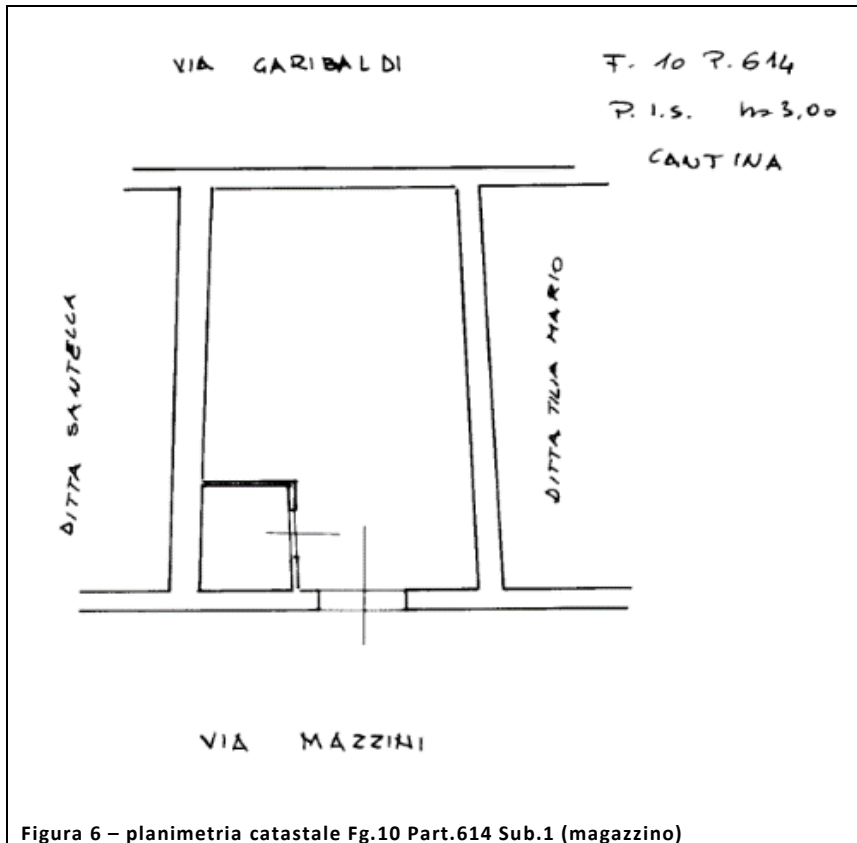 VIA GARIBALDI
F. 10 P. 614
P. 1.S. h=3,00
CANTINA
DITTA SANTELLA
DITTA TILIA MARIO
VIA MAZZINI
Figura 6 – planimetria catastale Fg.10 Part.614 Sub.1 (magazzino)